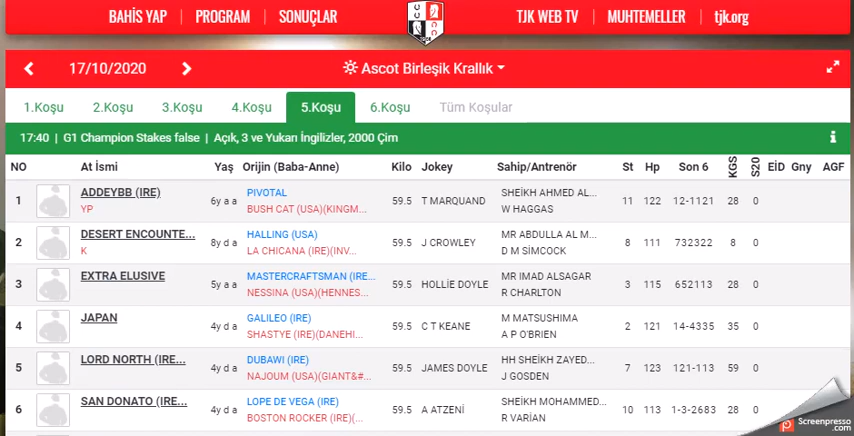 BAHİS YAP | PROGRAM | SONUÇLAR
TJK WEB TV | MUHTEMELLER | tjk.org
17/10/2020
Ascot Birleşik Krallık
1.Koşu 2.Koşu 3.Koşu 4.Koşu 5.Koşu 6.Koşu Tüm Koşular
17:40 | G1 Champion Stakes false | Açık, 3 ve Yukarı İngilizler, 2000 Çim
NO At İsmi Yaş Orijin (Baba-Anne) Kilo Jokey Sahip/Antrenör St Hp Son 6 KGS S20 EİD Gny AGF
1 ADDEYBB (IRE) YP 6y a a PIVOTAL BUSH CAT (USA)(KINGM... 59.5 T MARQUAND SHEİKH AHMED AL... W HAGGAS 11 122 12-1121 28 0
2 DESERT ENCOUNTE... K 8y d a HALLING (USA) LA CHICANA (IRE)(INV... 59.5 J CROWLEY MR ABDULLA AL M... D M SİMCOCK 8 111 732322 8 0
3 EXTRA ELUSIVE 5y a a MASTERCRAFTSMAN (IRE... NESSINA (USA)(HENNES... 59.5 HOLLİE DOYLE MR IMAD ALSAGAR R CHARLTON 3 115 652113 28 0
4 JAPAN 4y d a GALILEO (IRE) SHASTYE (IRE)(DANEHI... 59.5 C T KEANE M MATSUSHIMA A P O'BRIEN 2 121 14-4335 35 0
5 LORD NORTH (IRE... 4y d a DUBAWI (IRE) NAJOUM (USA)(GIANT&#... 59.5 JAMES DOYLE HH SHEİKH ZAYED... J GOSDEN 7 123 121-113 59 0
6 SAN DONATO (IRE... 4y d a LOPE DE VEGA (IRE) BOSTON ROCKER (IRE)(... 59.5 A ATZENİ SHEİKH MOHAMMED... R VARİAN 10 113 1-3-2683 28 0
Screenpresso
.com